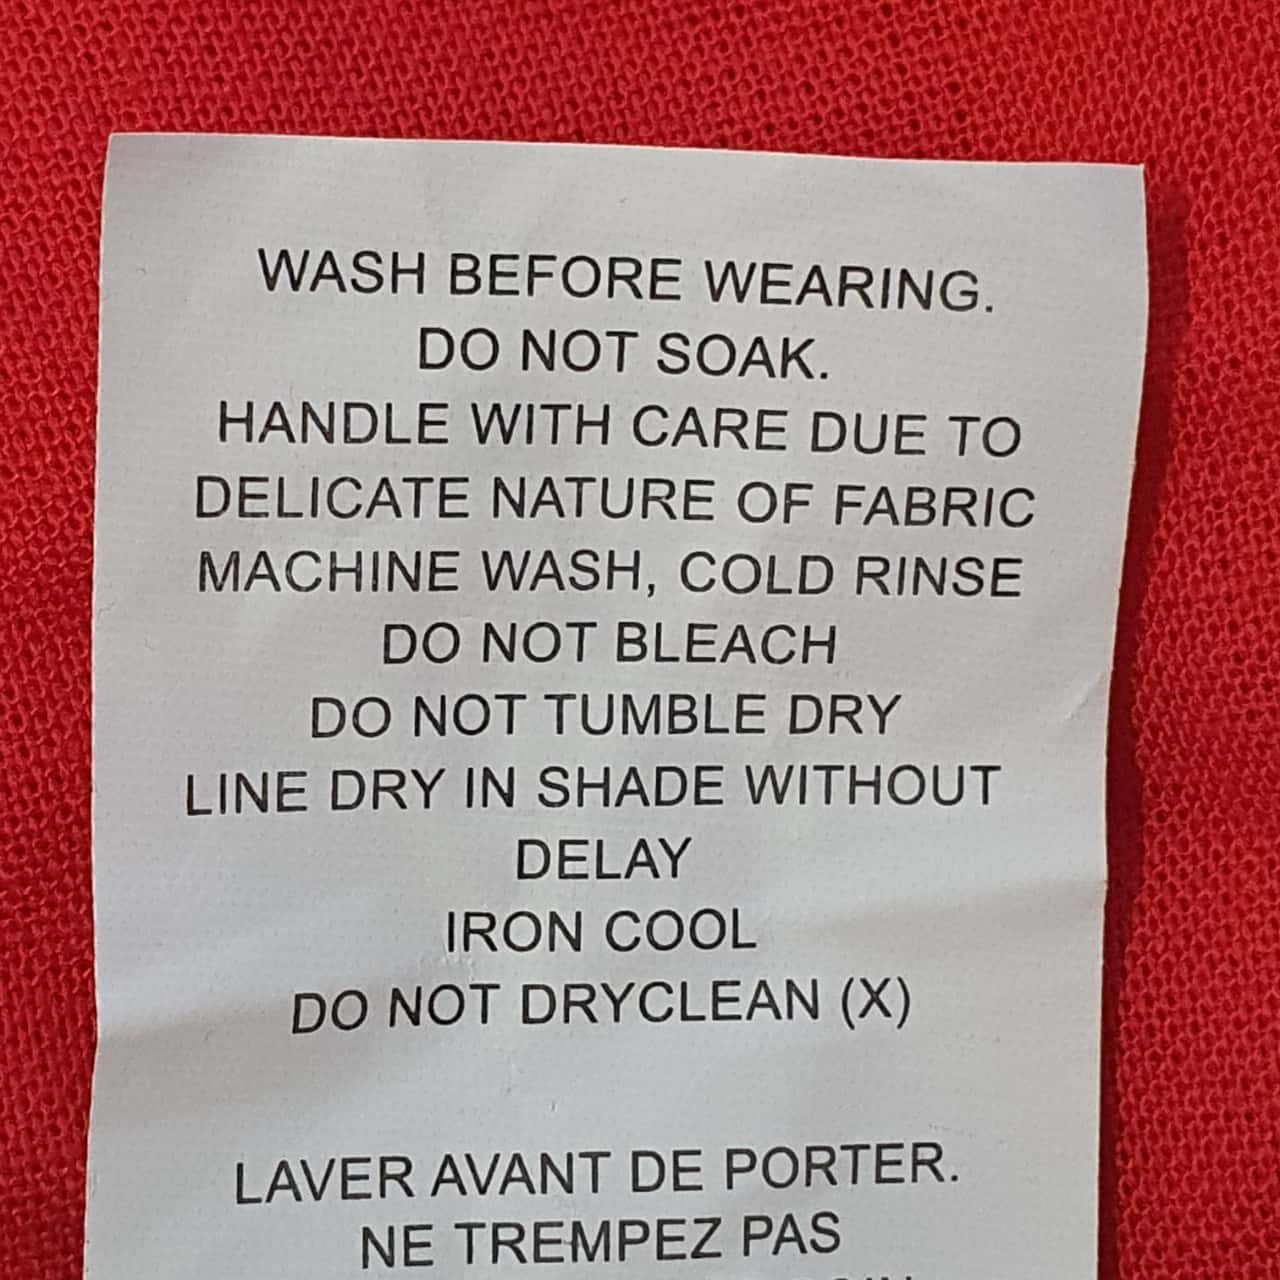 WASH BEFORE WEARING.
DO NOT SOAK.
HANDLE WITH CARE DUE TO
DELICATE NATURE OF FABRIC
MACHINE WASH, COLD RINSE
DO NOT BLEACH
DO NOT TUMBLE DRY
LINE DRY IN SHADE WITHOUT
DELAY
IRON COOL
DO NOT DRYCLEAN (X)
LAVER AVANT DE PORTER.
NE TREMPEZ PAS